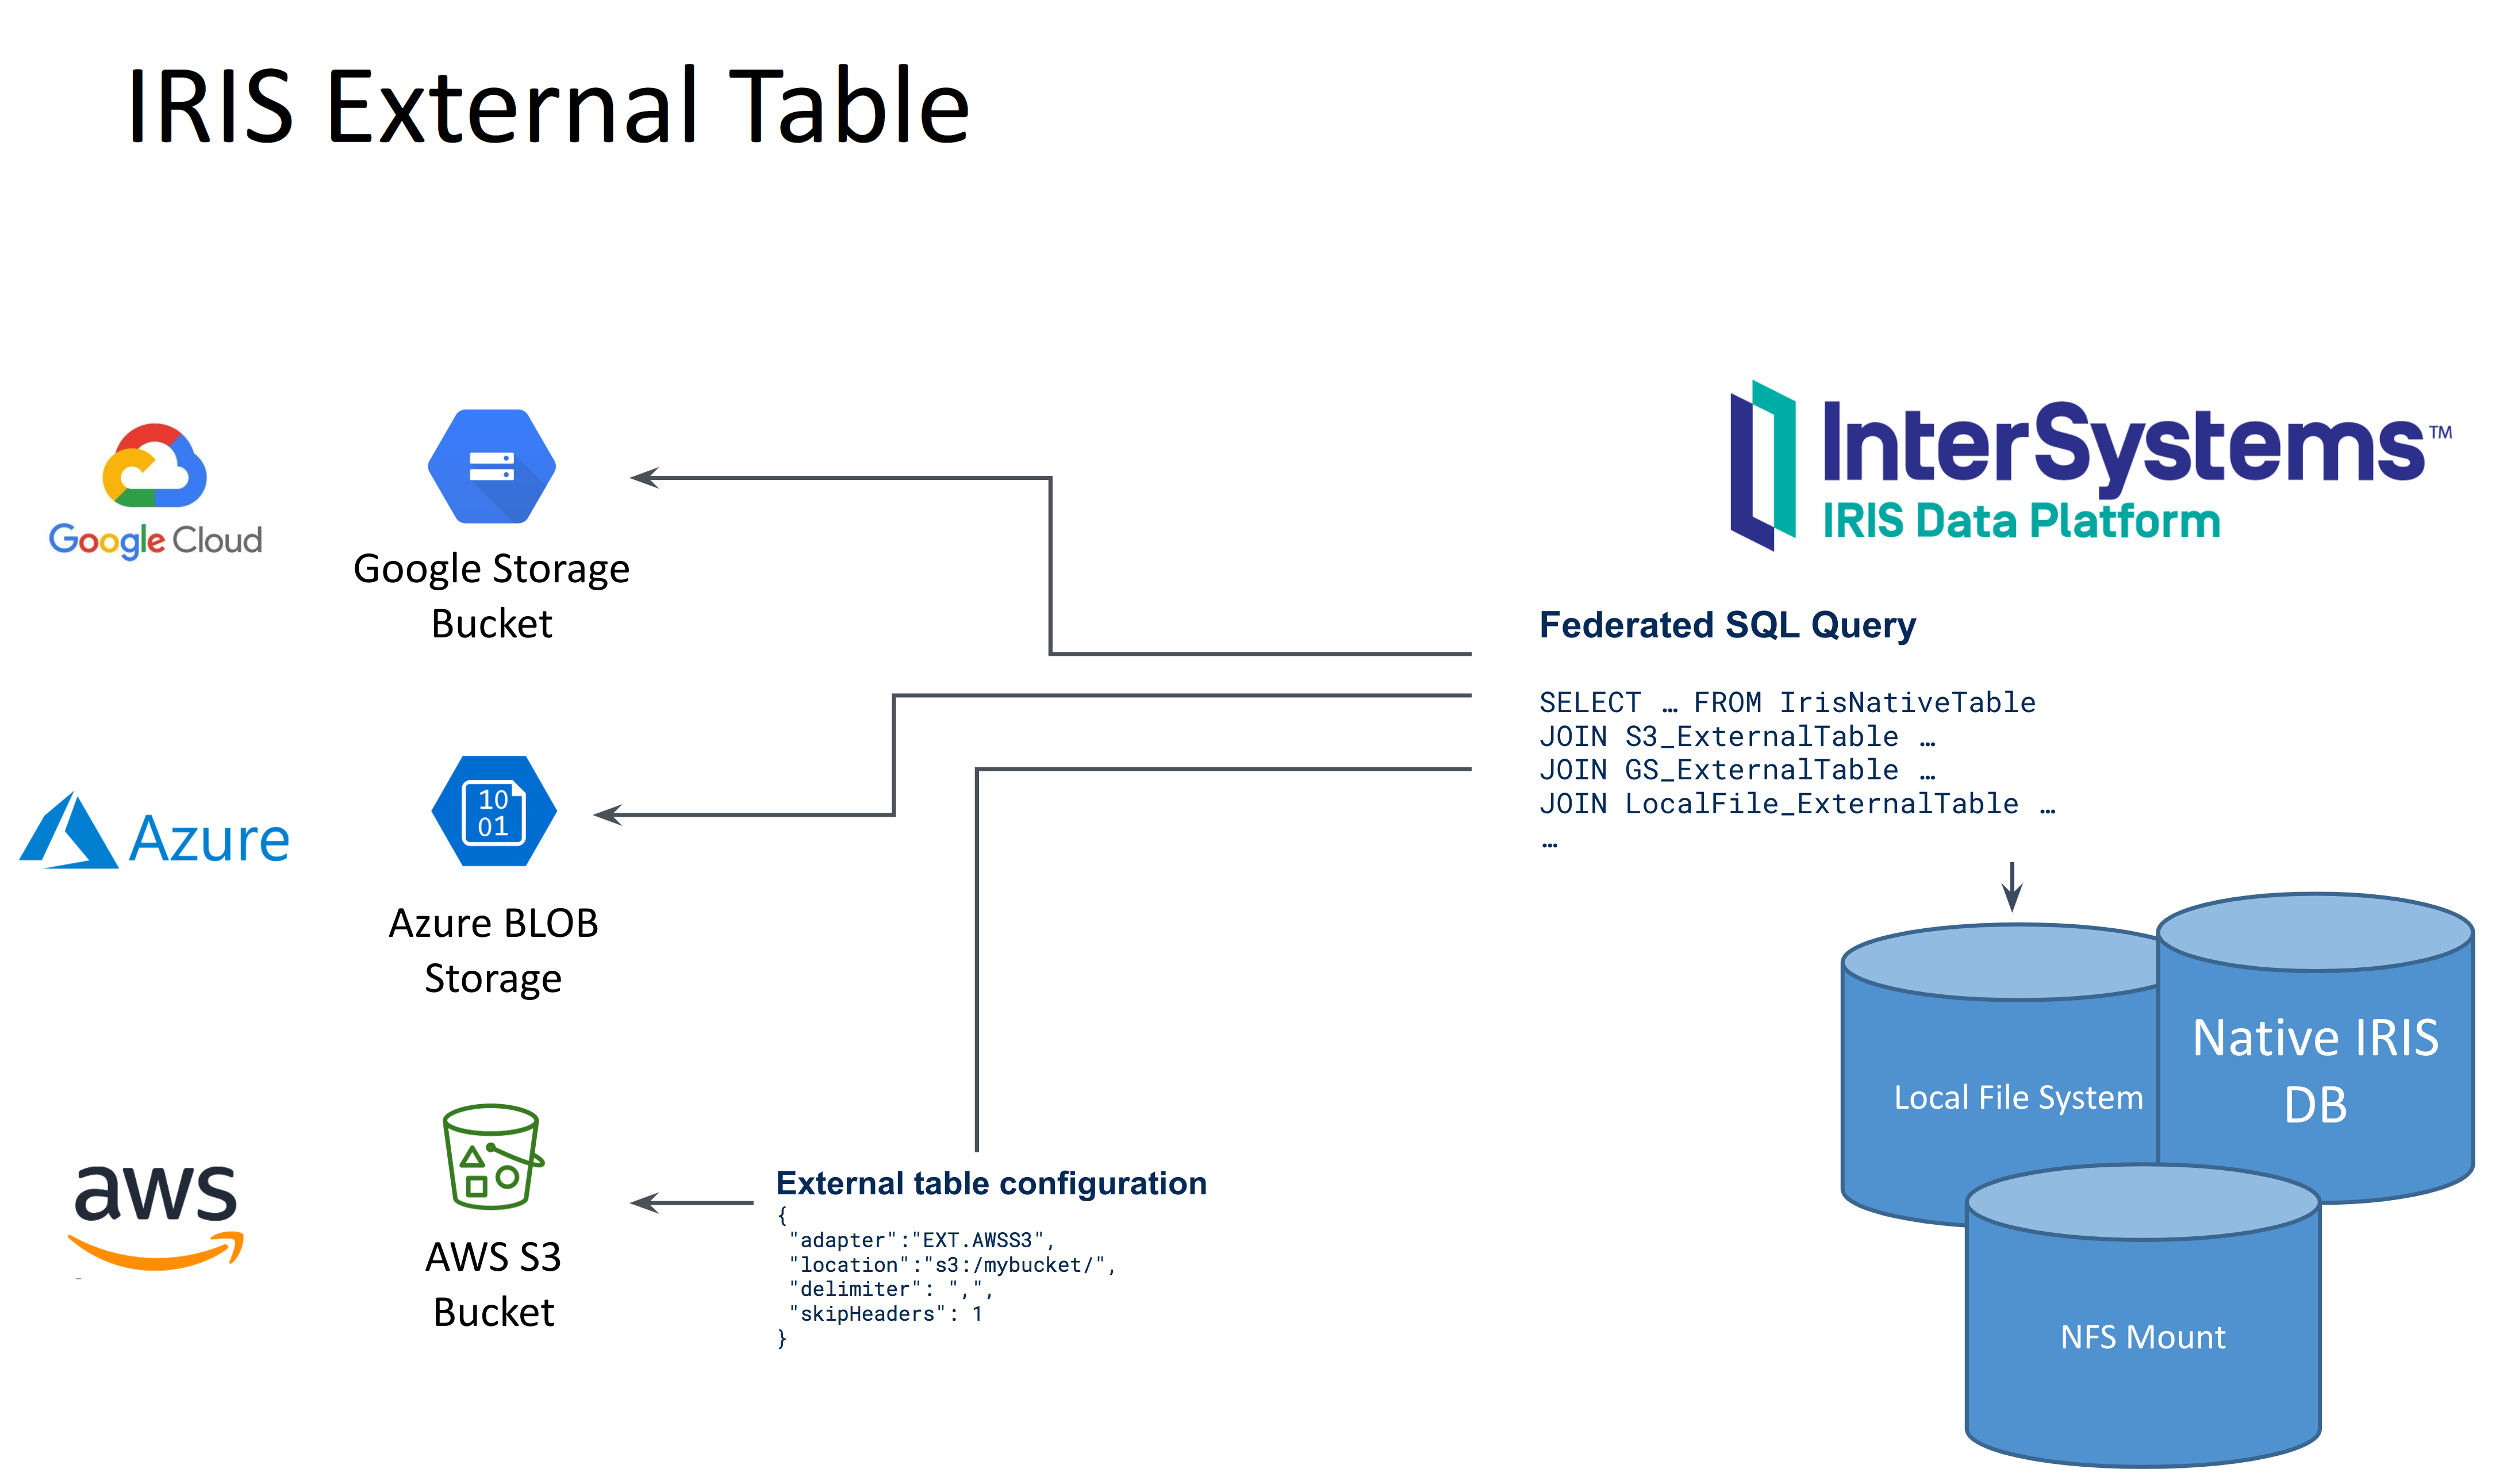 IRIS External Table
Google Cloud
Google Storage
Bucket
Azure
10
01
Azure BLOB
Storage
aws
AWS S3
Bucket
External table configuration
{
"adapter":"EXT.AWSS3",
"location":"s3:/mybucket/",
"delimiter": ",",
"skipHeaders": 1
}
InterSystems™
IRIS Data Platform
Federated SQL Query
SELECT … FROM IrisNativeTable
JOIN S3_ExternalTable …
JOIN GS_ExternalTable …
JOIN LocalFile_ExternalTable …
…
Local File System
Native IRIS
DB
NFS Mount